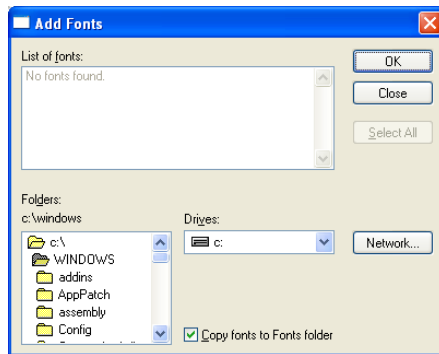 Add Fonts
List of fonts:
No fonts found.
OK
Close
Select All
Folders:
c:\windows
c:\
WINDOWS
addins
AppPatch
assembly
Config
Drives:
c:
Network...
Copy fonts to Fonts folder